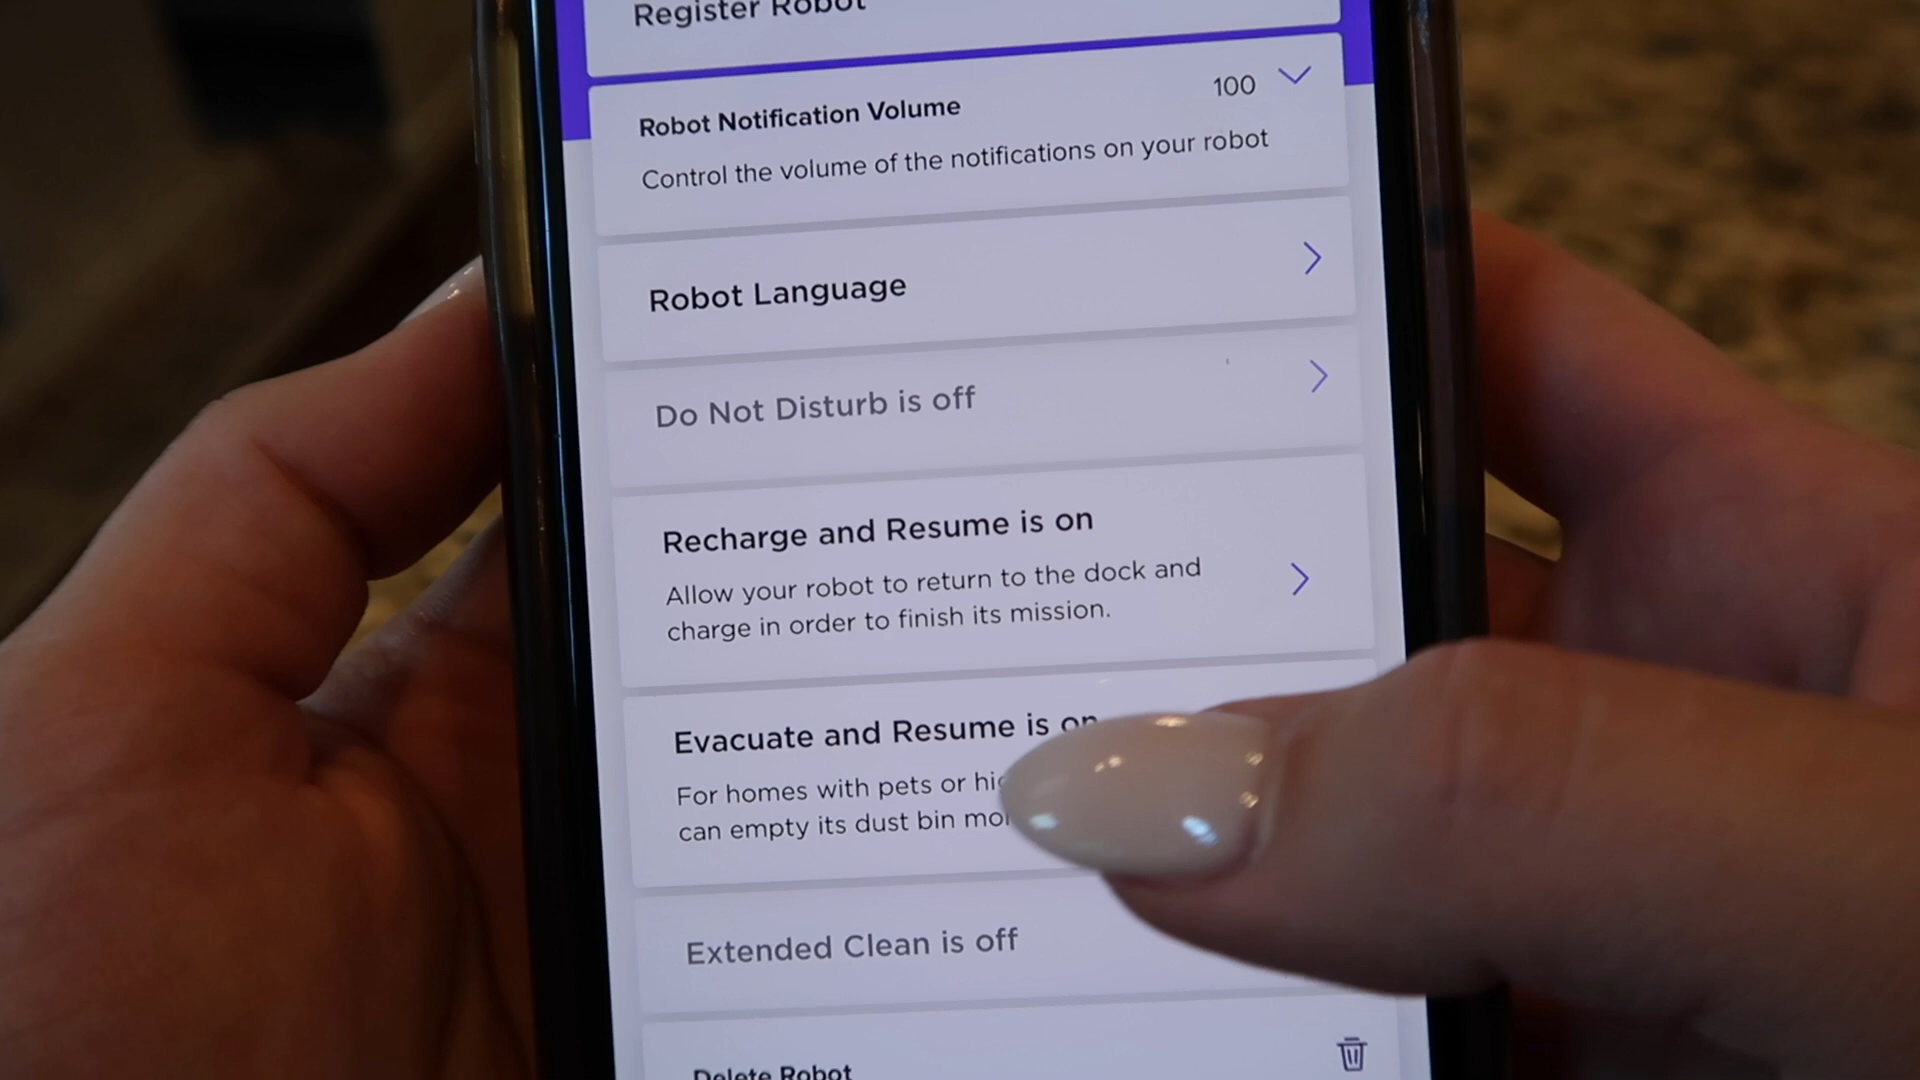 Register Robot
Robot Notification Volume
100
Control the volume of the notifications on your robot
Robot Language
Do Not Disturb is off
Recharge and Resume is on
Allow your robot to return to the dock and
charge in order to finish its mission.
Evacuate and Resume is on
For homes with pets or
can empty its dust bin
Extended Clean is off
Delete Robot